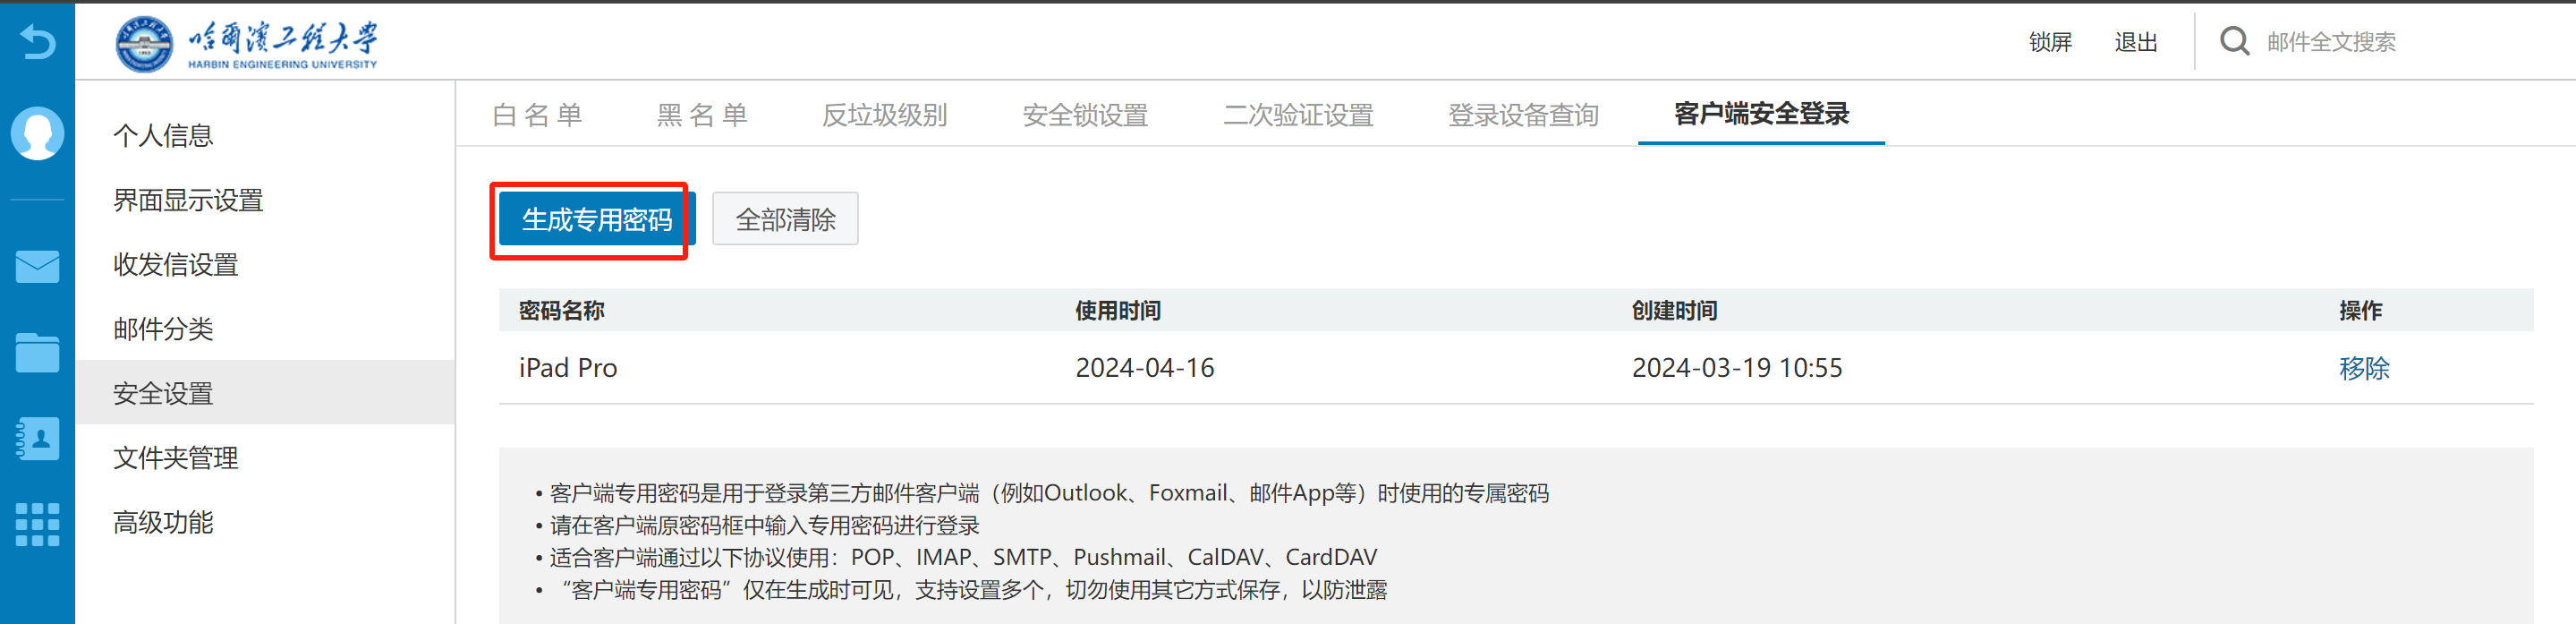 哈爾濱工程大学
HARBIN ENGINEERING UNIVERSITY
锁屏 退出 邮件全文搜索
白 名 单 黑 名 单 反垃圾级别 安全锁设置 二次验证设置 登录设备查询 客户端安全登录
个人信息
界面显示设置
收发信设置
邮件分类
安全设置
文件夹管理
高级功能
生成专用密码 全部清除
密码名称 使用时间 创建时间 操作
iPad Pro 2024-04-16 2024-03-19 10:55 移除
• 客户端专用密码是用于登录第三方邮件客户端（例如Outlook、Foxmail、邮件App等）时使用的专属密码
• 请在客户端原密码框中输入专用密码进行登录
• 适合客户端通过以下协议使用：POP、IMAP、SMTP、Pushmail、CalDAV、CardDAV
• “客户端专用密码”仅在生成时可见，支持设置多个，切勿使用其它方式保存，以防泄露